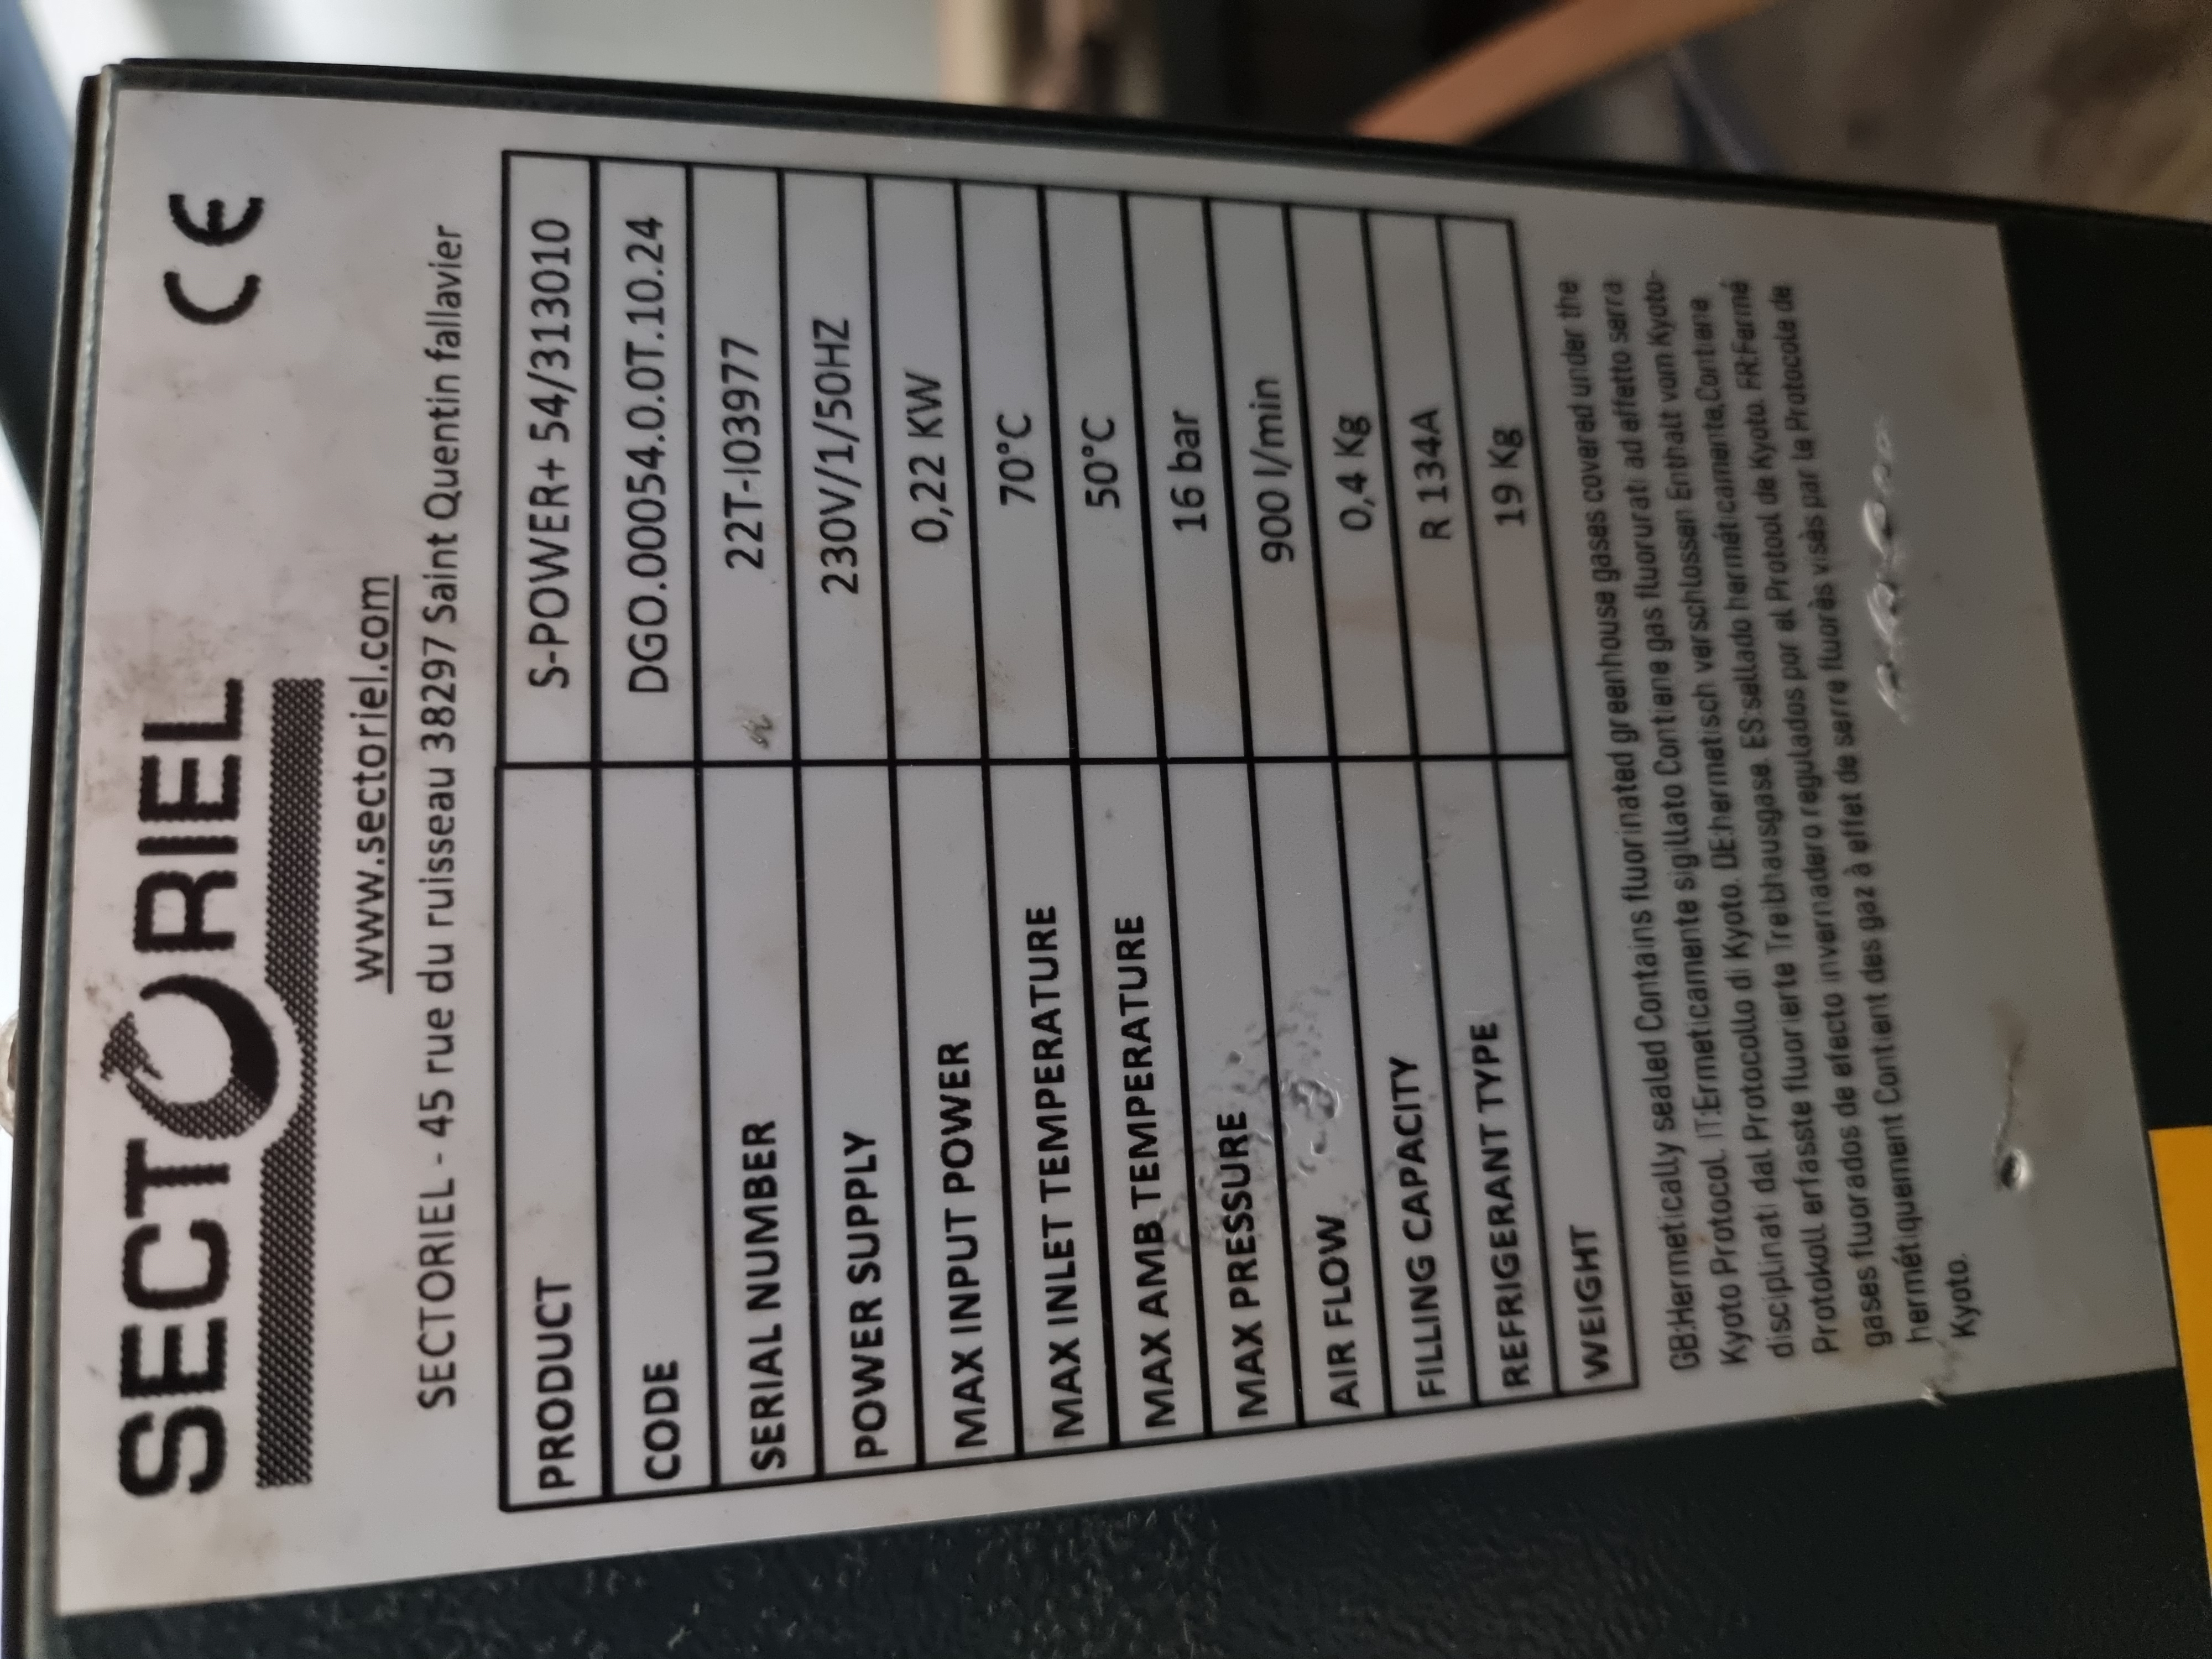 SECTORIEL CE
www.sectoriel.com
SECTORIEL - 45 rue du ruisseau 38297 Saint Quentin fallavier
PRODUCT S-POWER+ 54/313010
CODE DGO.00054.0.0T.10.24
SERIAL NUMBER 22T-I03977
POWER SUPPLY 230V/1/50HZ
MAX INPUT POWER 0,22 KW
MAX INLET TEMPERATURE 70°C
MAX AMB TEMPERATURE 50°C
MAX PRESSURE 16 bar
AIR FLOW 900 l/min
FILLING CAPACITY 0,4 Kg
REFRIGERANT TYPE R 134A
WEIGHT 19 Kg
GB:Hermetically sealed Contains fluorinated greenhouse gases covered under the
Kyoto Protocol. IT:Ermeticamente sigillato Contiene gas fluorurati ad effetto serra
disciplinati dal Protocollo di Kyoto. DE:hermetisch verschlossen Enthalt vom Kyoto-
Protokoll erfasste fluorierte Treibhausgase. ES:sellado herméticamente,Contiene
gases fluorados de efecto invernadero regulados por el Protoul de Kyoto. FR:Fermé
hermétiquement Contient des gaz à effet de serre fluorès visès par le Protocole de
Kyoto.